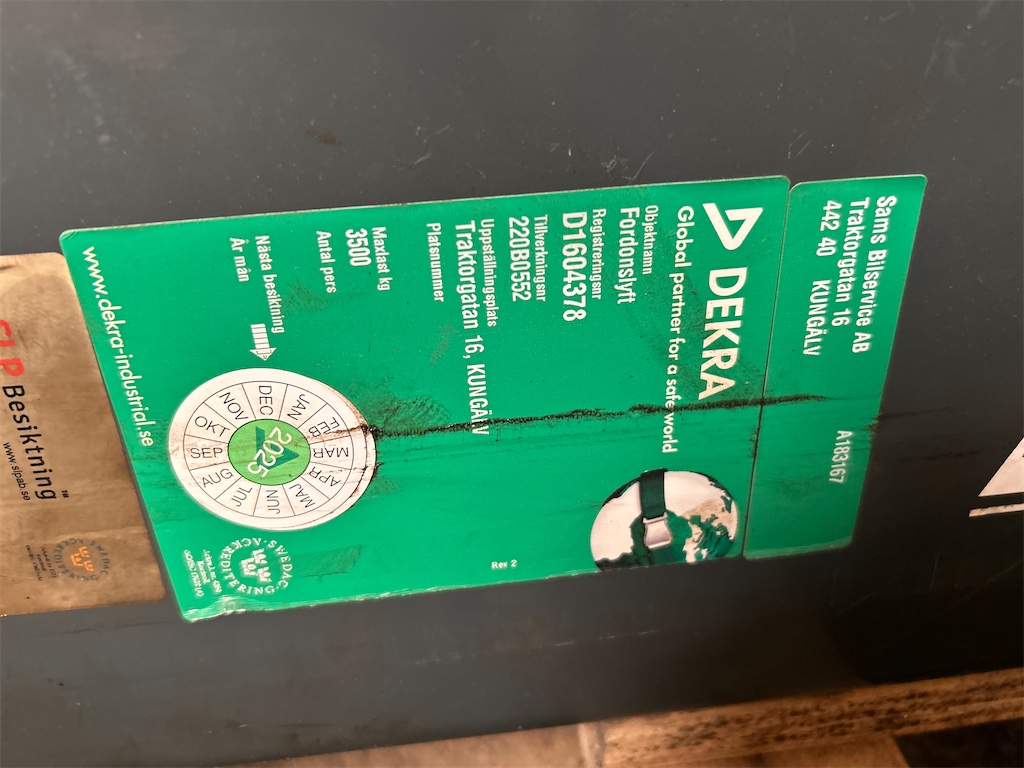 Sams Bilservice AB
Traktorgatan 16
442 40 KUNGÄLV
A183167
DEKRA
Global partner for a safe world
Objektnamn
Fordonslyft
Registreringsnr
D1604378
Tillverkningsnr
220B0552
Uppställningsplats
Traktorgatan 16, KUNGÄLV
Platsnummer
Maxlast kg
3500
Antal pers
Nästa besiktning
År mån
JAN
FEB
MAR
APR
MAJ
JUN
JUL
AUG
SEP
OKT
NOV
DEC
2025
Rev 2
SWEDAC
ACKREDITERING
www.dekra-industrial.se
Besiktning™
www.slpab.se